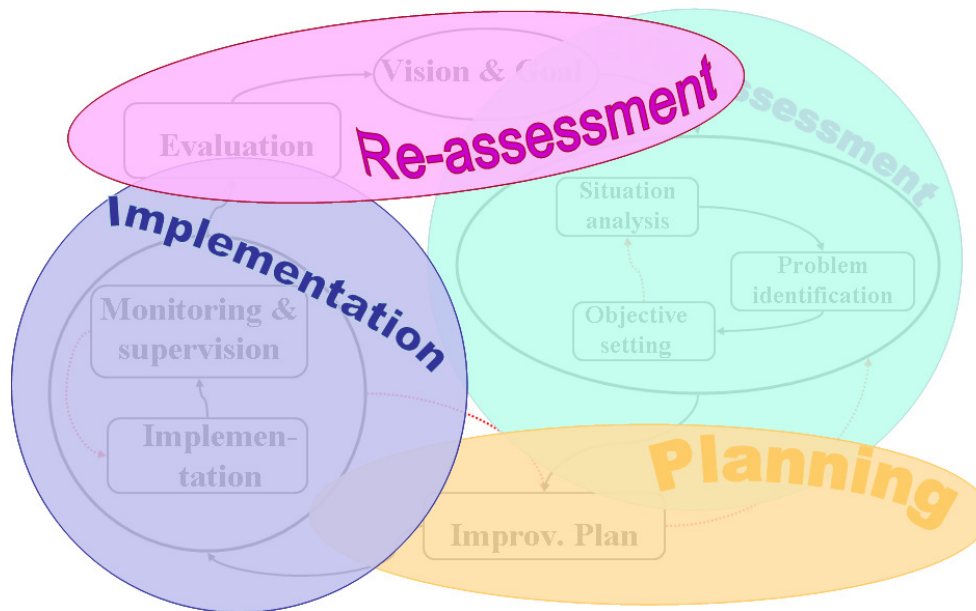 Vision & Goal
Re-assessment
ssessment
Evaluation
Implementation
Situation
analysis
Problem
identification
Objective
setting
Monitoring &
supervision
Implemen-
tation
Planning
Improv. Plan